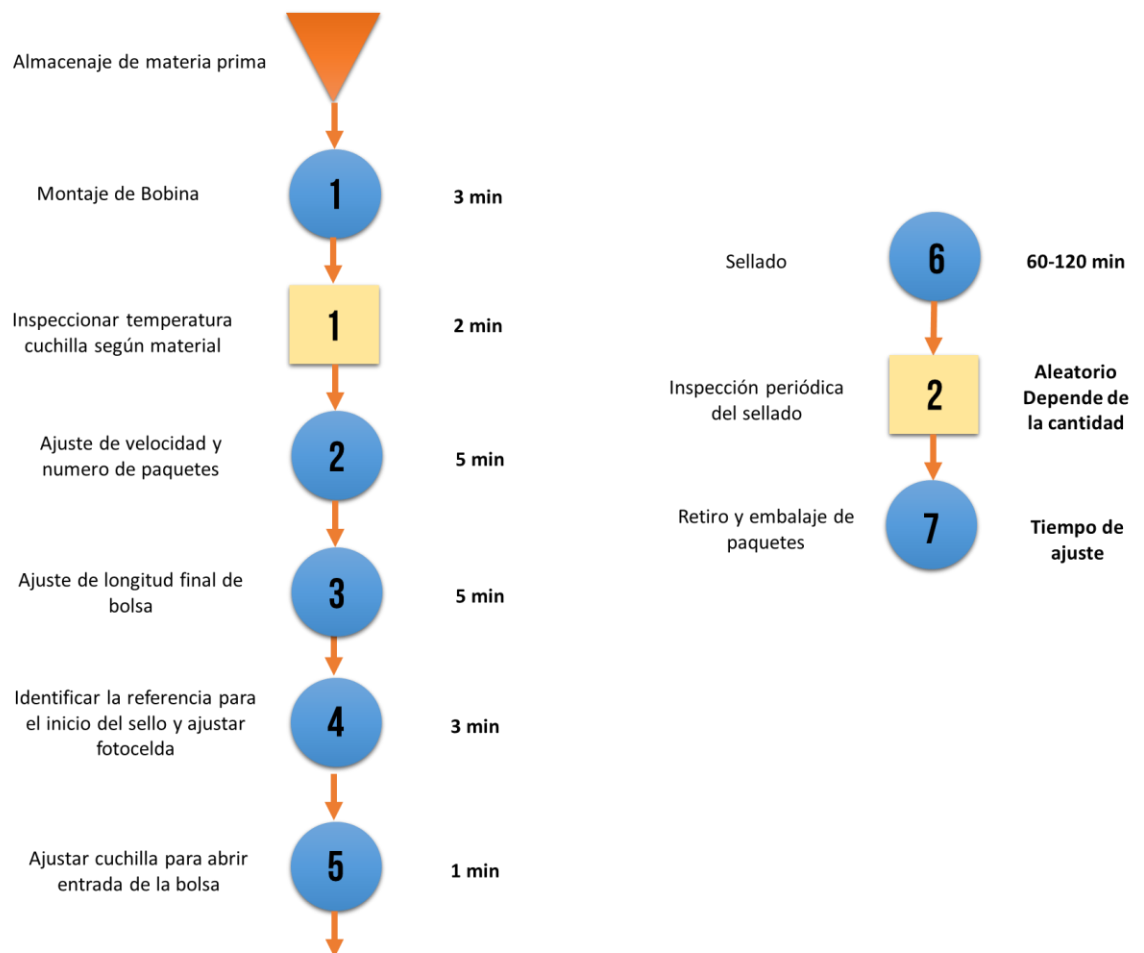 Almacenaje de materia prima
Montaje de Bobina
1
3 min
Inspeccionar temperatura
cuchilla según material
1
2 min
Ajuste de velocidad y
numero de paquetes
2
5 min
Ajuste de longitud final de
bolsa
3
5 min
Identificar la referencia para
el inicio del sello y ajustar
fotocelda
4
3 min
Ajustar cuchilla para abrir
entrada de la bolsa
5
1 min
Sellado
6
60-120 min
Inspección periódica
del sellado
2
Aleatorio
Depende de
la cantidad
Retiro y embalaje de
paquetes
7
Tiempo de
ajuste